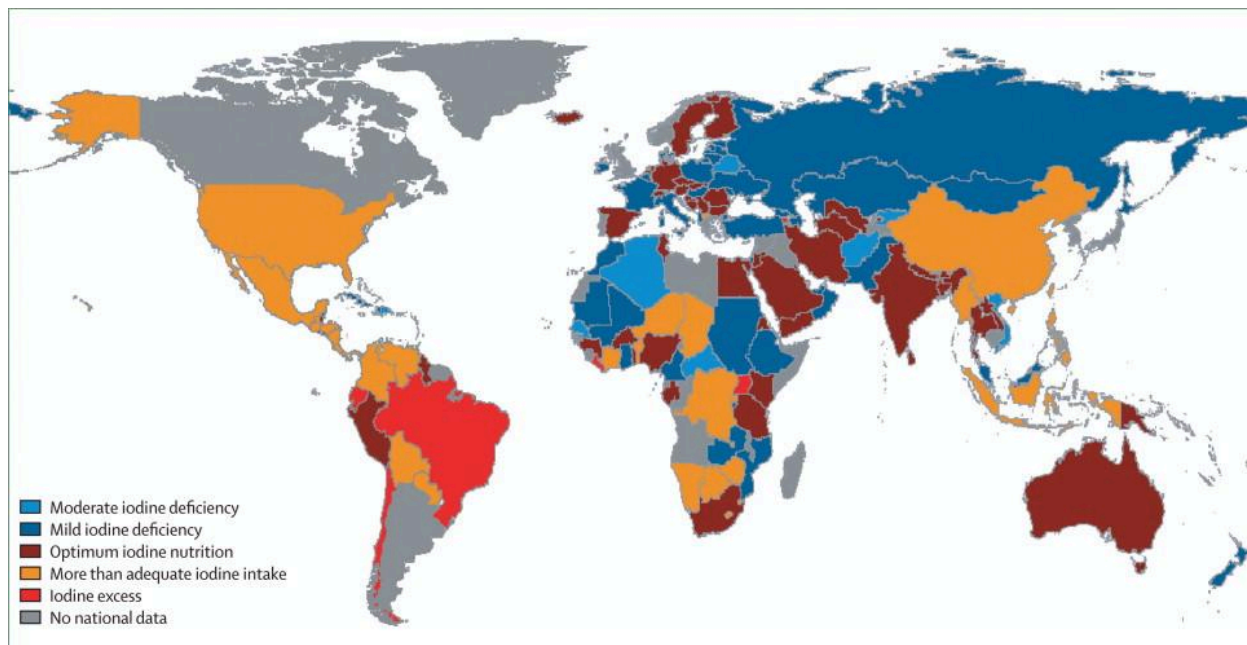 Moderate iodine deficiency
Mild iodine deficiency
Optimum iodine nutrition
More than adequate iodine intake
Iodine excess
No national data